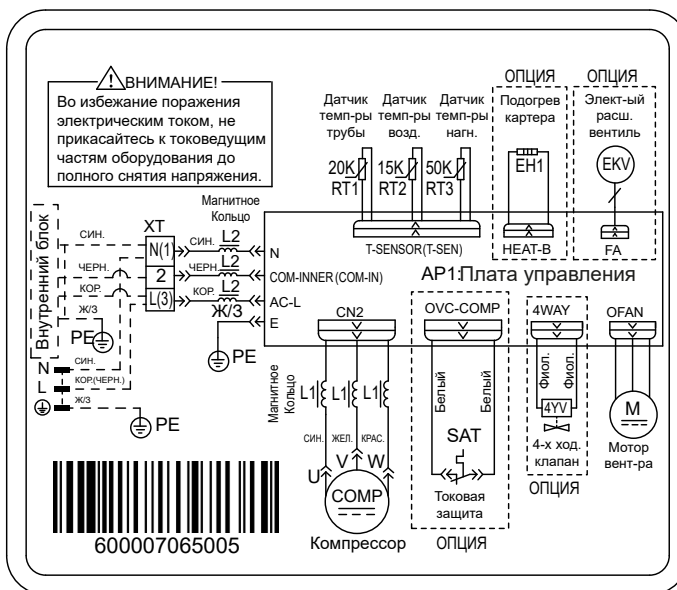 ВНИМАНИЕ!
Во избежание поражения
электрическим током, не
прикасайтесь к токоведущим
частям оборудования до
полного снятия напряжения.
ОПЦИЯ
ОПЦИЯ
Датчик
темп-ры
трубы
Датчик
темп-ры
возд.
Датчик
темп-ры
нагн.
Подогрев
картера
Элект-ый
расш.
вентиль
20K
RT1
15K
RT2
50K
RT3
EH1
EKV
T-SENSOR(T-SEN)
HEAT-B
FA
Внутренний блок
СИН.
ЧЕРН.
КОР.
Ж/З
PE
XT
N(1)
2
L(3)
Магнитное
Кольцо
СИН.
L2
ЧЕРН.
L2
КОР.
L2
Ж/З
PE
N
COM-INNER (COM-IN)
AC-L
E
AP1:Плата управления
N
СИН.
L
КОР.(ЧЕРН.)
Ж/З
PE
CN2
OVC-COMP
4WAY
OFAN
Магнитное
Кольцо
L1
L1
L1
СИН.
ЖЕЛ.
КРАС.
U
V
W
COMP
Компрессор
Белый
Белый
SAT
Токовая
защита
ОПЦИЯ
Фиол.
Фиол.
4YV
4-х ход.
клапан
ОПЦИЯ
M
Мотор
вент-ра
600007065005